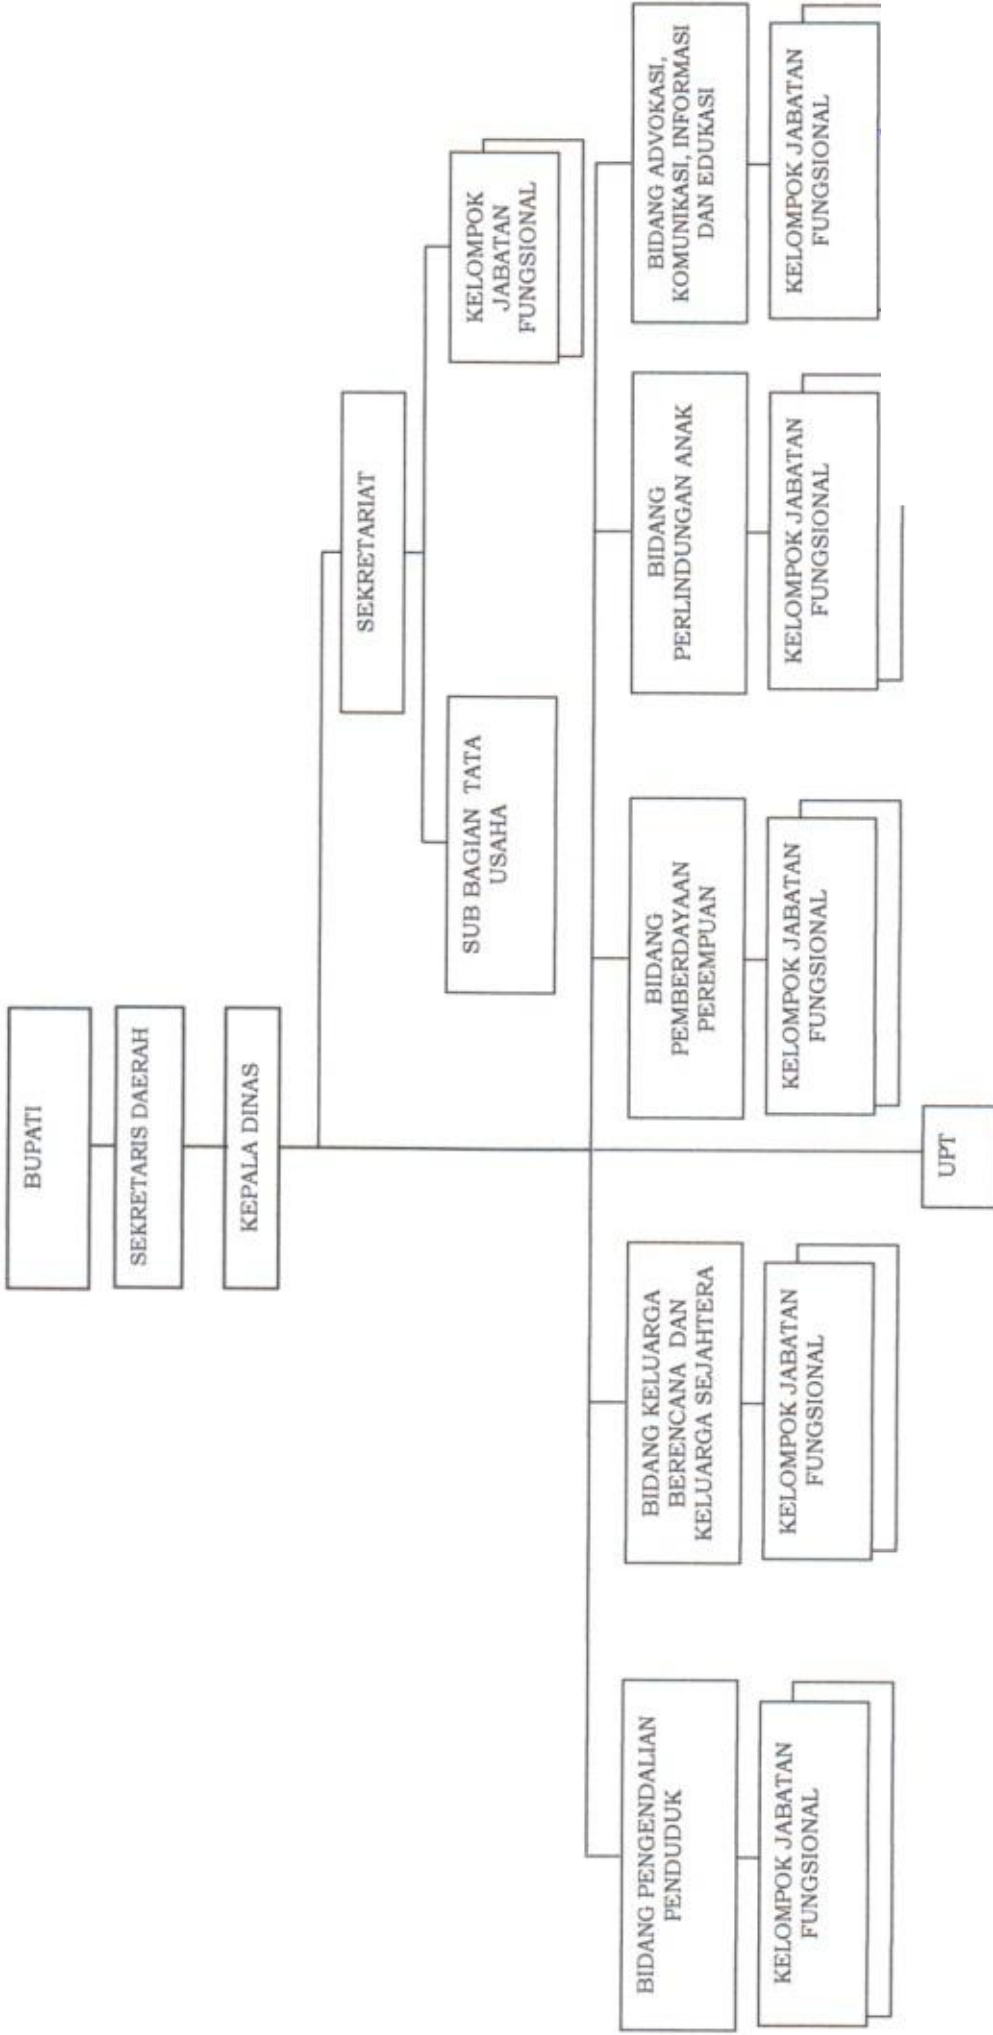 BUPATI
SEKRETARIS DAERAH
KEPALA DINAS
SEKRETARIAT
SUB BAGIAN TATA
USAHA
KELOMPOK
JABATAN
FUNGSIONAL
BIDANG PENGENDALIAN
PENDUDUK
BIDANG KELUARGA
BERENCANA DAN
KELUARGA SEJAHTERA
BIDANG
PEMBERDAYAAN
PEREMPUAN
BIDANG
PERLINDUNGAN ANAK
BIDANG ADVOKASI,
KOMUNIKASI, INFORMASI
DAN EDUKASI
KELOMPOK JABATAN
FUNGSIONAL
KELOMPOK JABATAN
FUNGSIONAL
KELOMPOK JABATAN
FUNGSIONAL
KELOMPOK JABATAN
FUNGSIONAL
KELOMPOK JABATAN
FUNGSIONAL
UPT